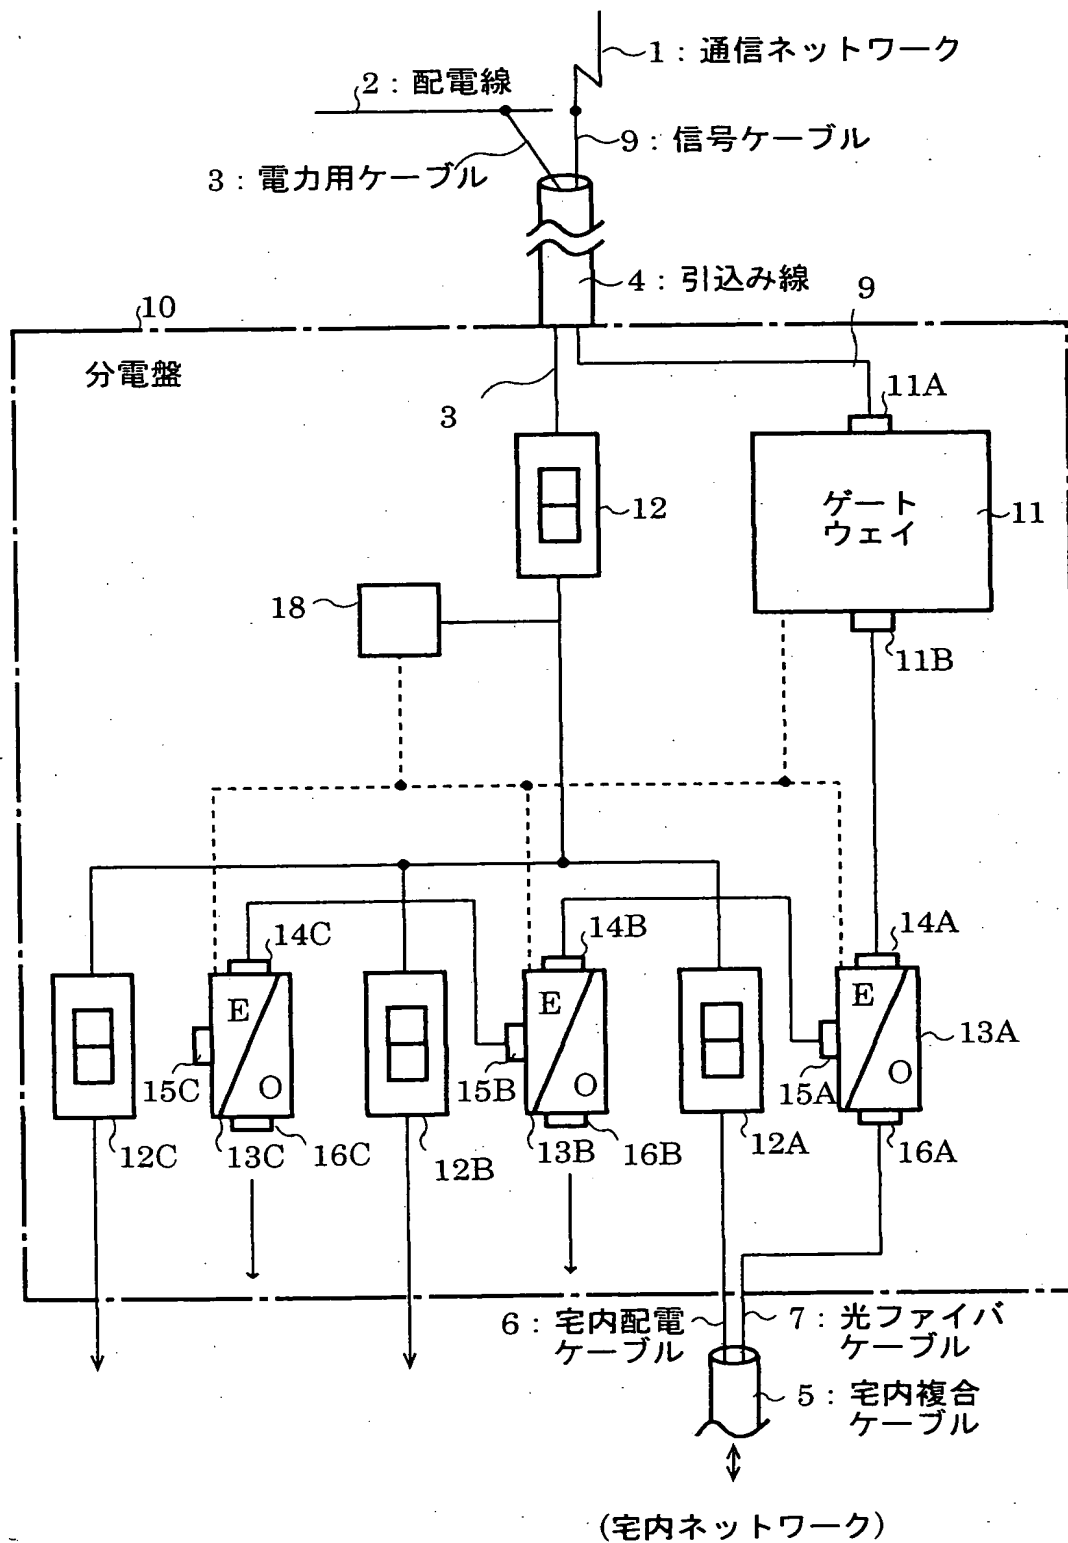 1：通信ネットワーク
2：配電線
9：信号ケーブル
3：電力用ケーブル
4：引込み線
9
10
分電盤
11A
3
ゲート
ウェイ
11
12
18
11B
14C
14B
14A
E
E
E
13A
15C
O
15B
O
15A
O
12C
13C
16C
12B
13B
16B
12A
16A
6：宅内配電
ケーブル
7：光ファイバ
ケーブル
5：宅内複合
ケーブル
(宅内ネットワーク)